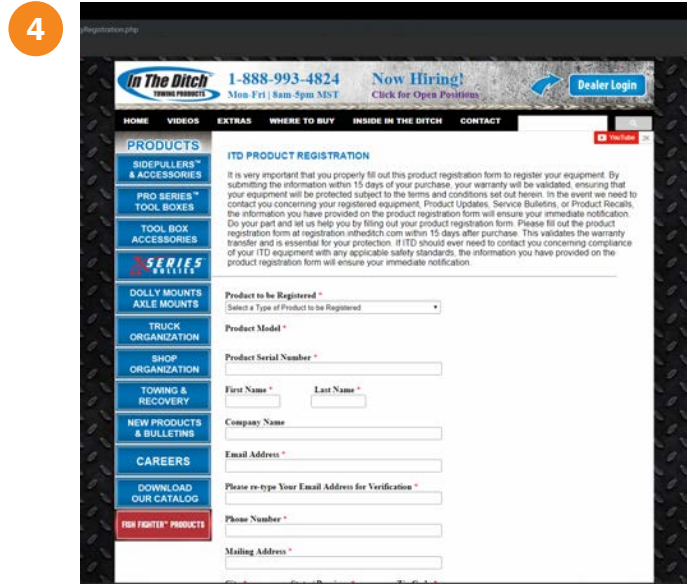 4
In The Ditch
TOWING PRODUCTS
1-888-993-4824
Mon-Fri | 8am-5pm MST
Now Hiring!
Click for Open Positions
Dealer Login
HOME VIDEOS EXTRAS WHERE TO BUY INSIDE IN THE DITCH CONTACT
YouTube
PRODUCTS
SIDEPULLERS™
& ACCESSORIES
PRO SERIES™
TOOL BOXES
TOOL BOX
ACCESSORIES
X SERIES
DOLLIES
DOLLY MOUNTS
AXLE MOUNTS
TRUCK
ORGANIZATION
SHOP
ORGANIZATION
TOWING &
RECOVERY
NEW PRODUCTS
& BULLETINS
CAREERS
DOWNLOAD
OUR CATALOG
FISH FIGHTER™ PRODUCTS
ITD PRODUCT REGISTRATION
It is very important that you properly fill out this product registration form to register your equipment. By
submitting the information within 15 days of your purchase, your warranty will be validated, ensuring that
your equipment will be protected subject to the terms and conditions set out herein. In the event we need to
contact you concerning your registered equipment, Product Updates, Service Bulletins, or Product Recalls,
the information you have provided on the product registration form will ensure your immediate notification.
Do your part and let us help you by filling out your product registration form. Please fill out the product
registration form at registration.intheditch.com within 15 days after purchase. This validates the warranty
transfer and is essential for your protection. If ITD should ever need to contact you concerning compliance
of your ITD equipment with any applicable safety standards, the information you have provided on the
product registration form will ensure your immediate notification.
Product to be Registered *
Select a Type of Product to be Registered
Product Model *
Product Serial Number *
First Name * Last Name *
Company Name
Email Address *
Please re-type Your Email Address for Verification *
Phone Number *
Mailing Address *